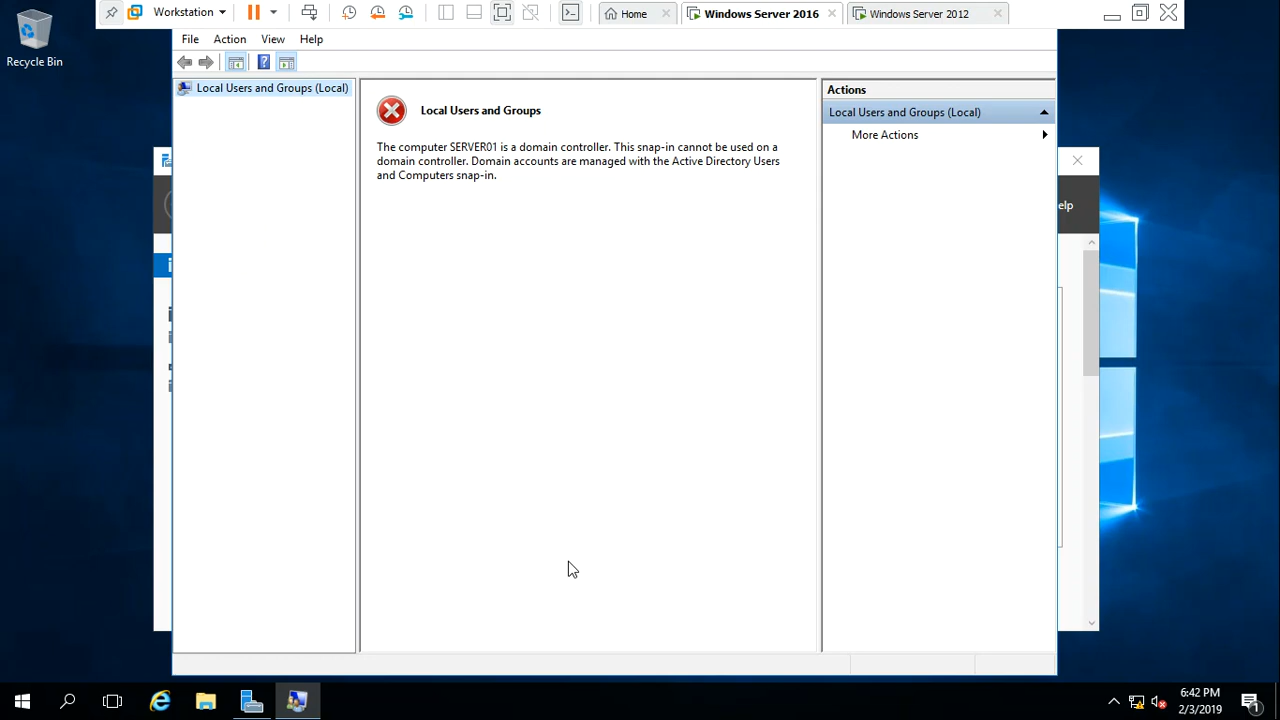 Recycle Bin
Workstation
Home
Windows Server 2016
Windows Server 2012
File Action View Help
Local Users and Groups (Local)
Local Users and Groups
The computer SERVER01 is a domain controller. This snap-in cannot be used on a
domain controller. Domain accounts are managed with the Active Directory Users
and Computers snap-in.
Actions
Local Users and Groups (Local)
More Actions
elp
6:42 PM
2/3/2019
1